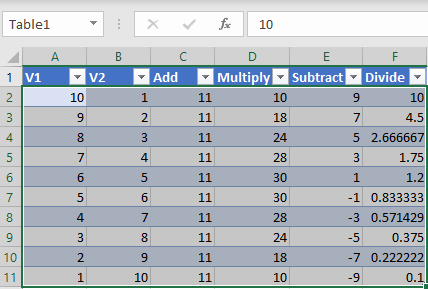 Table1 fx 10
A B C D E F
1 V1 V2 Add Multiply Subtract Divide
2 10 1 11 10 9 10
3 9 2 11 18 7 4.5
4 8 3 11 24 5 2.666667
5 7 4 11 28 3 1.75
6 6 5 11 30 1 1.2
7 5 6 11 30 -1 0.833333
8 4 7 11 28 -3 0.571429
9 3 8 11 24 -5 0.375
10 2 9 11 18 -7 0.222222
11 1 10 11 10 -9 0.1